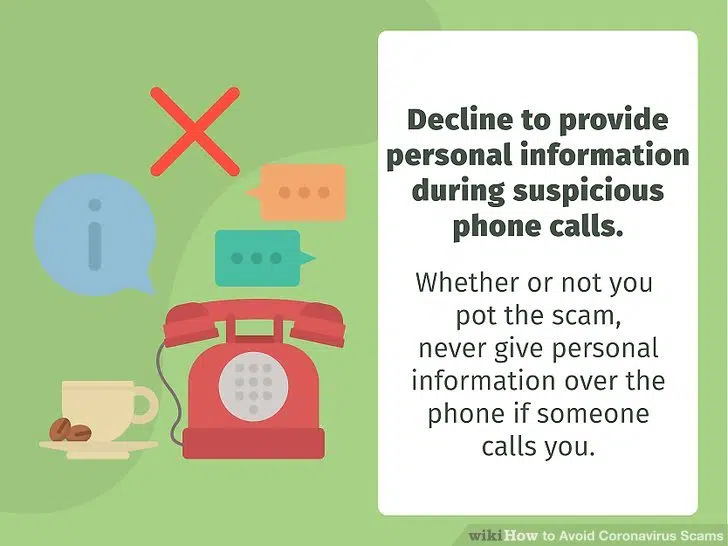 Decline to provide
personal information
during suspicious
phone calls.
Whether or not you
pot the scam,
never give personal
information over the
phone if someone
calls you.
i
wikiHow to Avoid Coronavirus Scams